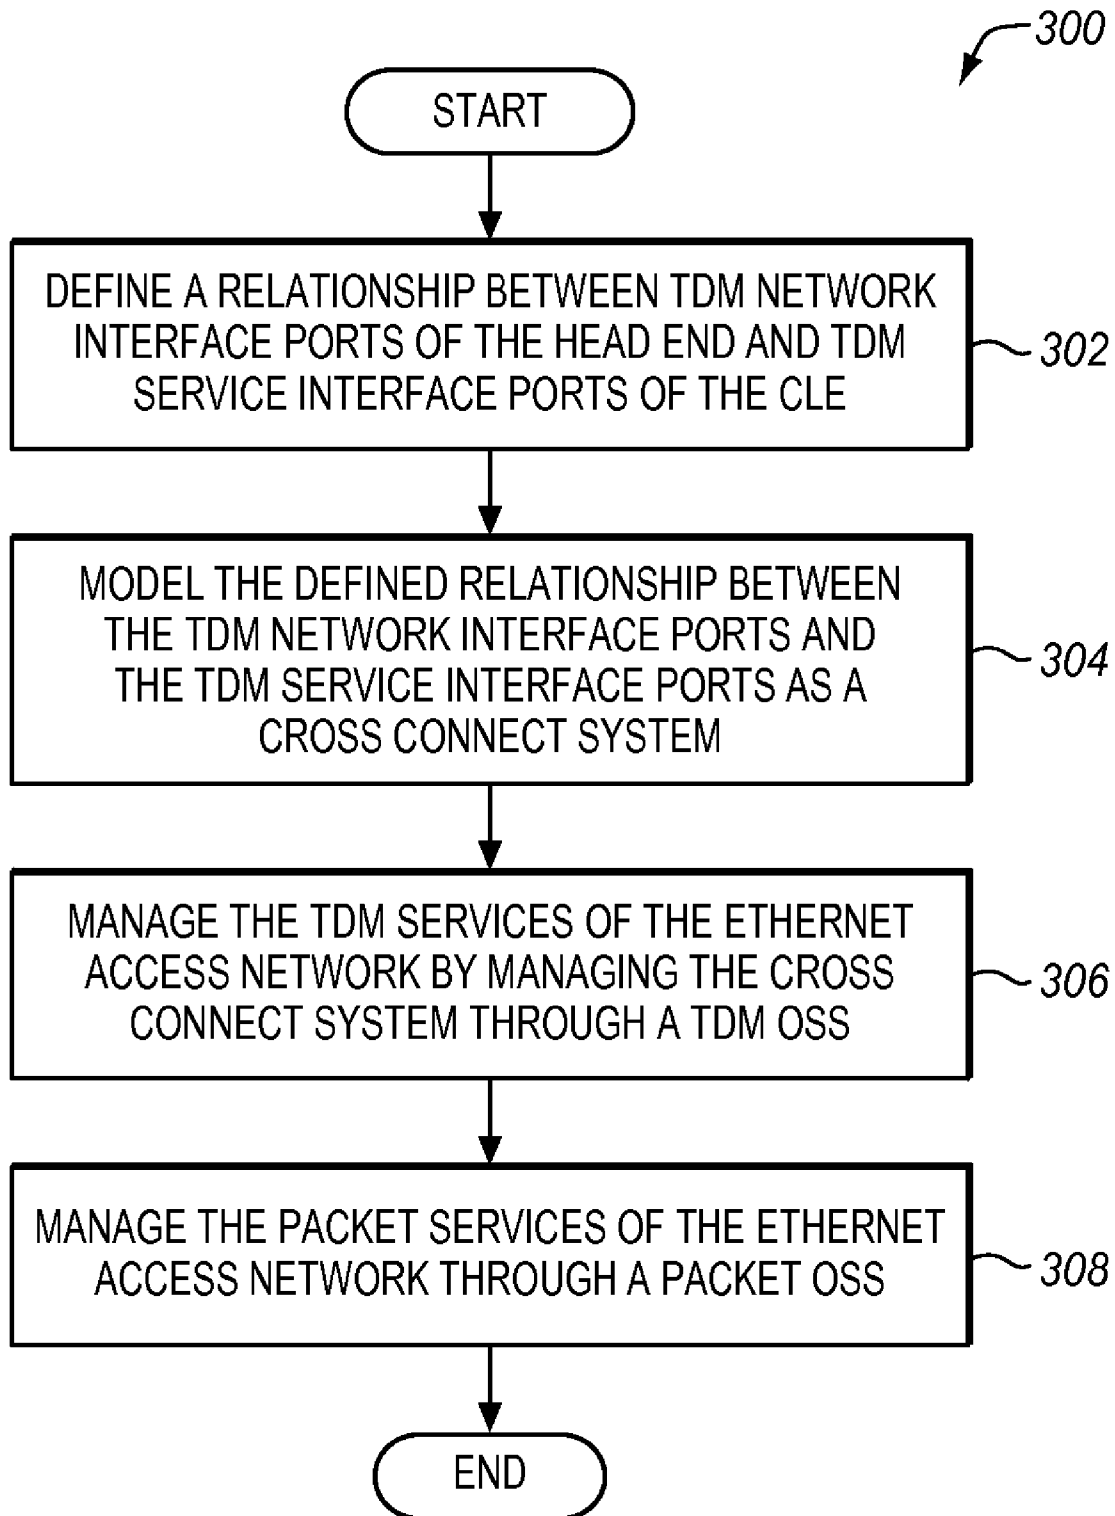 300
START
DEFINE A RELATIONSHIP BETWEEN TDM NETWORK
INTERFACE PORTS OF THE HEAD END AND TDM
SERVICE INTERFACE PORTS OF THE CLE
302
MODEL THE DEFINED RELATIONSHIP BETWEEN
THE TDM NETWORK INTERFACE PORTS AND
THE TDM SERVICE INTERFACE PORTS AS A
CROSS CONNECT SYSTEM
304
MANAGE THE TDM SERVICES OF THE ETHERNET
ACCESS NETWORK BY MANAGING THE CROSS
CONNECT SYSTEM THROUGH A TDM OSS
306
MANAGE THE PACKET SERVICES OF THE ETHERNET
ACCESS NETWORK THROUGH A PACKET OSS
308
END